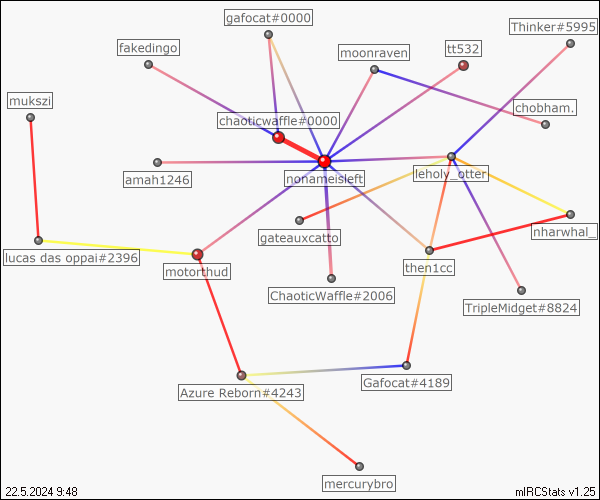 gafocat#0000
Thinker#5995
fakedingo
moonraven
tt532
mukszi
chobham.
chaoticwaffle#0000
amah1246
nonameisleft
leholy_otter
gateauxcatto
nharwhal_
lucas das oppai#2396
motorthud
then1cc
ChaoticWaffle#2006
TripleMidget#8824
Gafocat#4189
Azure Reborn#4243
mercurybro
22.5.2024 9:48
mIRCStats v1.25